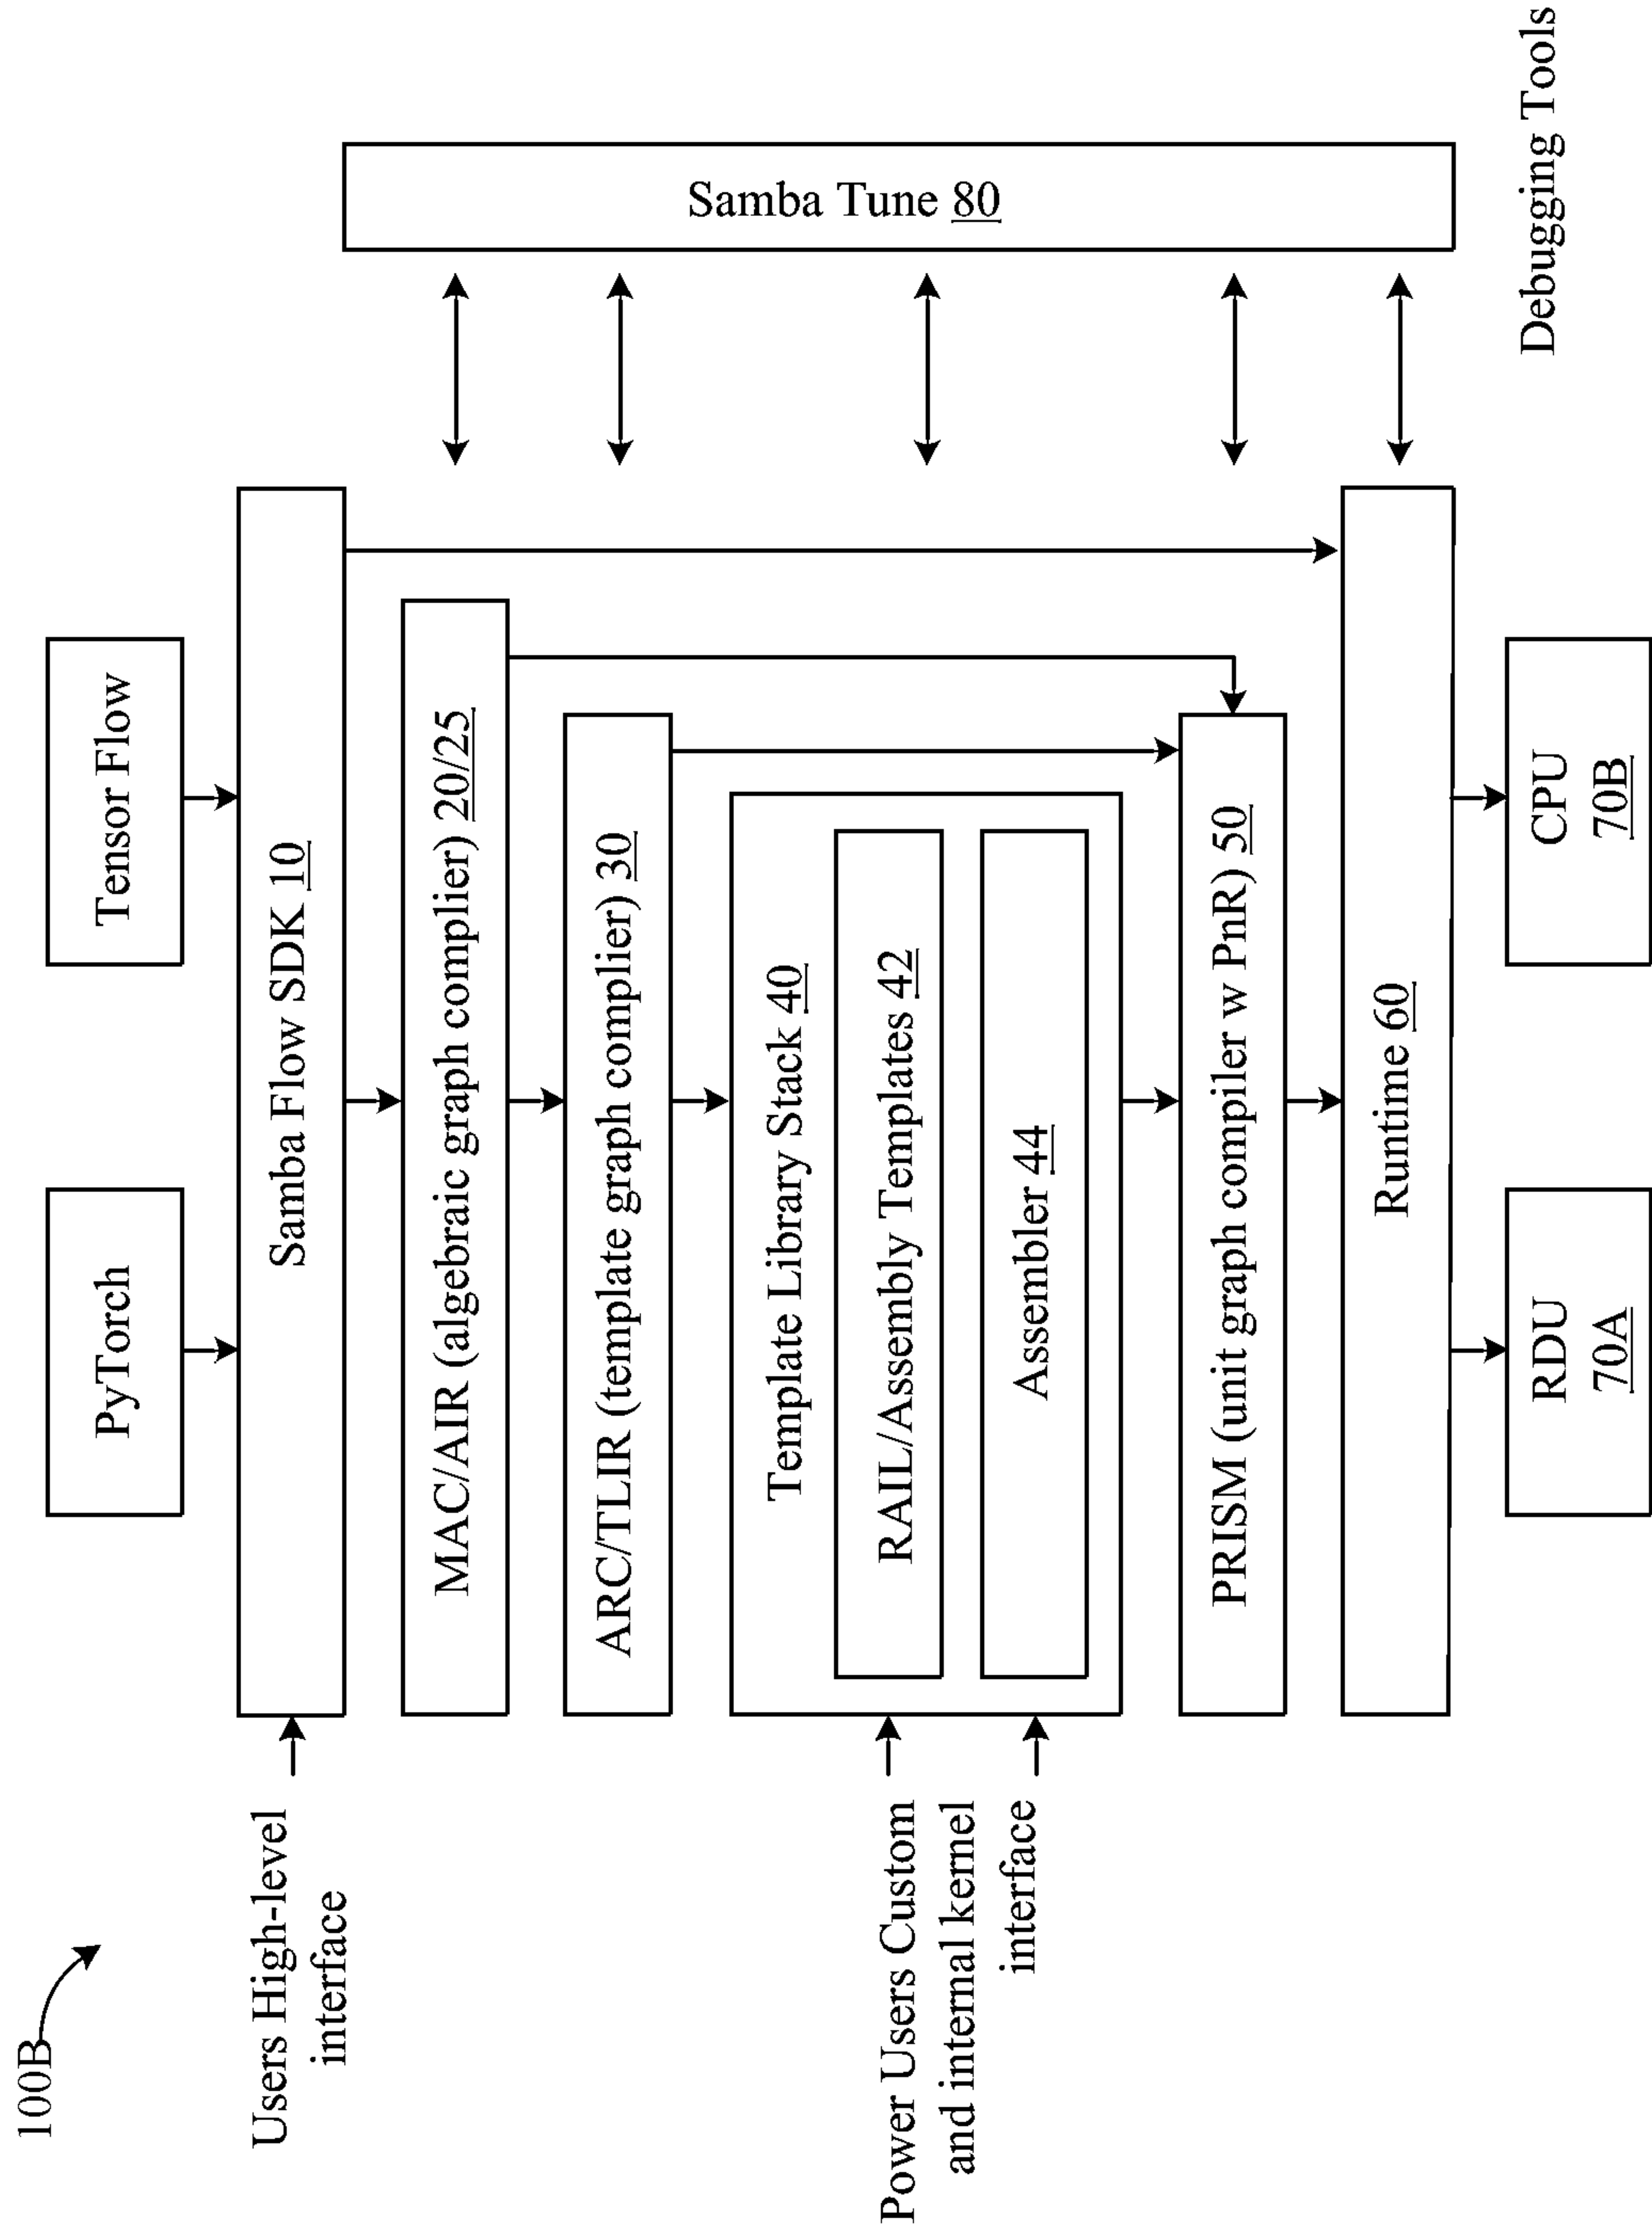 100B
PyTorch
Tensor Flow
Users High-level
interface
Samba Flow SDK 10
MAC/AIR (algebraic graph complier) 20/25
ARC/TLIR (template graph complier) 30
Template Library Stack 40
Power Users Custom
and internal kernel
interface
RAIL/Assembly Templates 42
Assembler 44
PRISM (unit graph compiler w PnR) 50
Runtime 60
RDU
70A
CPU
70B
Samba Tune 80
Debugging Tools